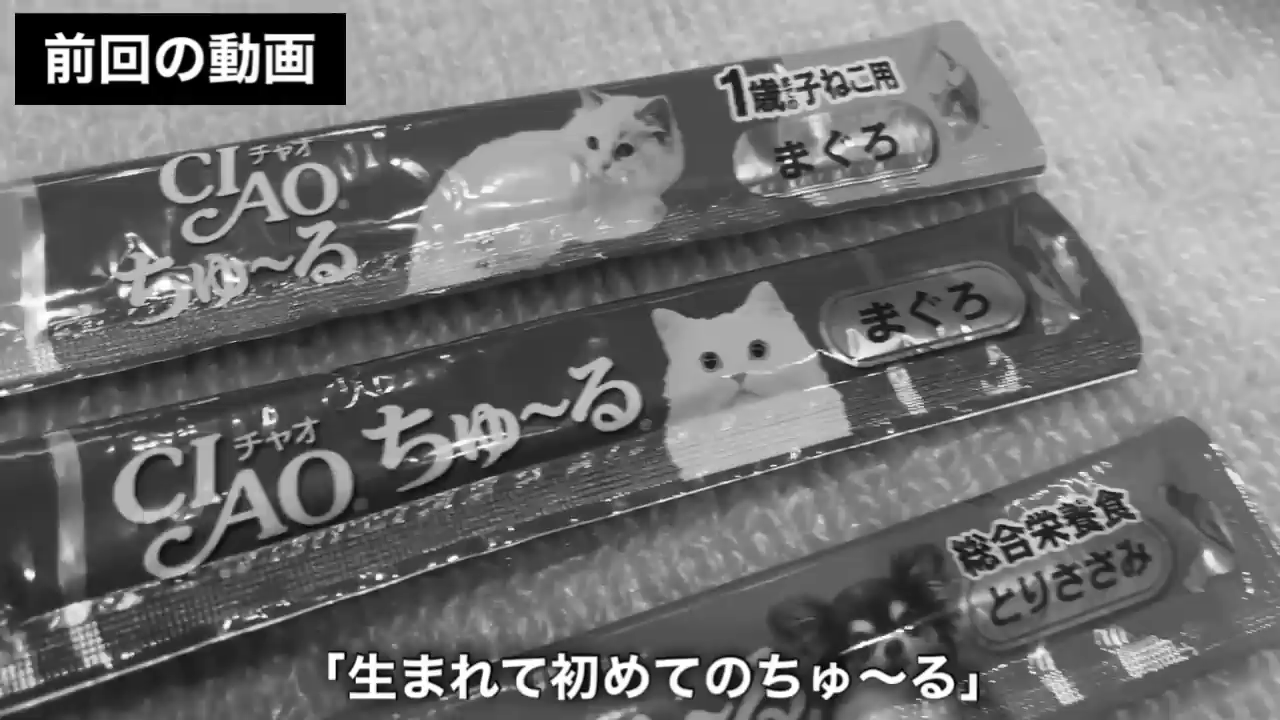 前回の動画
1歳までの子ねこ用
まぐろ
チャオ
CIAO
ちゅ～る
まぐろ
チャオ
CIAO ちゅ～る
総合栄養食
とりささみ
「生まれて初めてのちゅ～る」